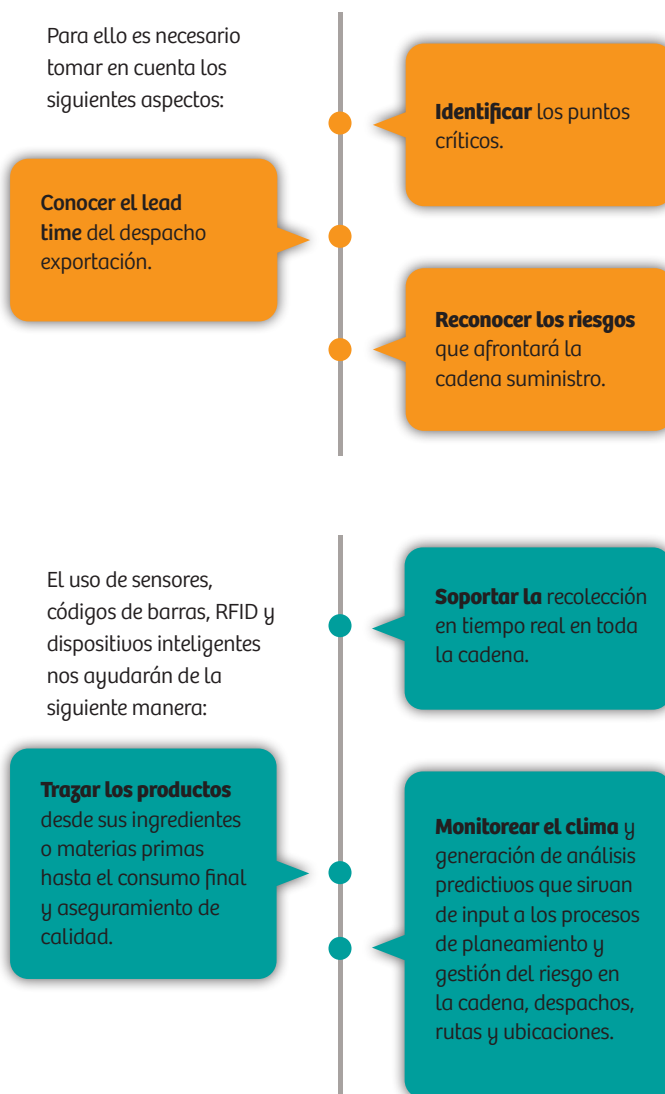 Para ello es necesario
tomar en cuenta los
siguientes aspectos:
Identificar los puntos
críticos.
Conocer el lead
time del despacho
exportación.
Reconocer los riesgos
que afrontará la
cadena suministro.
El uso de sensores,
códigos de barras, RFID y
dispositivos inteligentes
nos ayudarán de la
siguiente manera:
Soportar la recolección
en tiempo real en toda
la cadena.
Trazar los productos
desde sus ingredientes
o materias primas
hasta el consumo final
y aseguramiento de
calidad.
Monitorear el clima y
generación de análisis
predictivos que sirvan
de input a los procesos
de planeamiento y
gestión del riesgo en
la cadena, despachos,
rutas y ubicaciones.